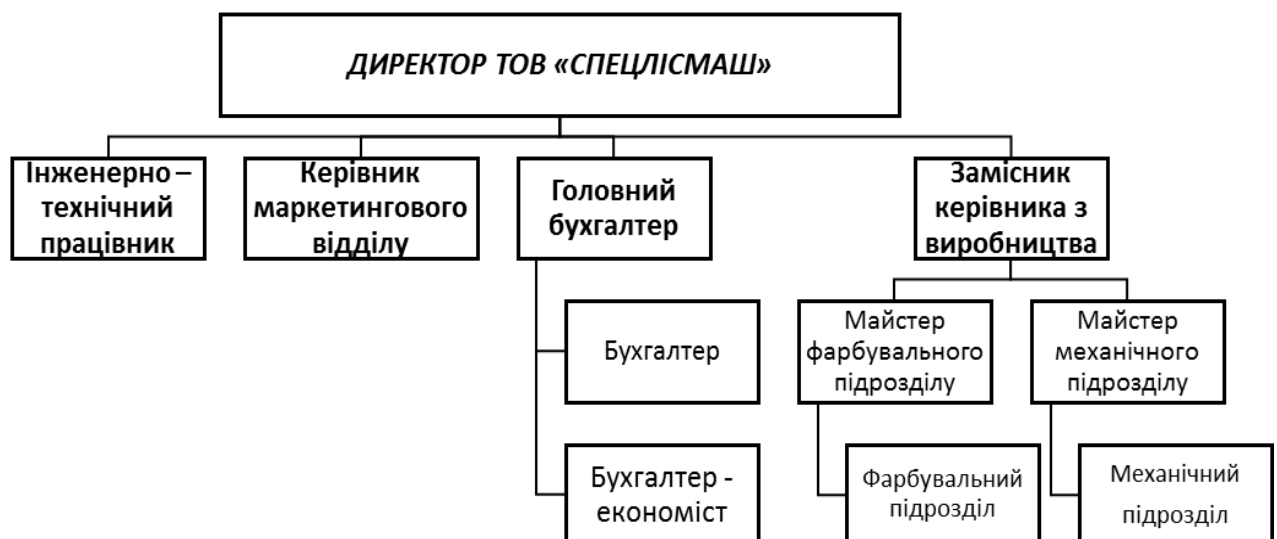 ДИРЕКТОР ТОВ «СПЕЦЛІСМАШ»
Інженерно –
технічний
працівник
Керівник
маркетингового
відділу
Головний
бухгалтер
Замісник
керівника з
виробництва
Бухгалтер
Майстер
фарбувального
підрозділу
Майстер
механічного
підрозділу
Бухгалтер -
економіст
Фарбувальний
підрозділ
Механічний
підрозділ